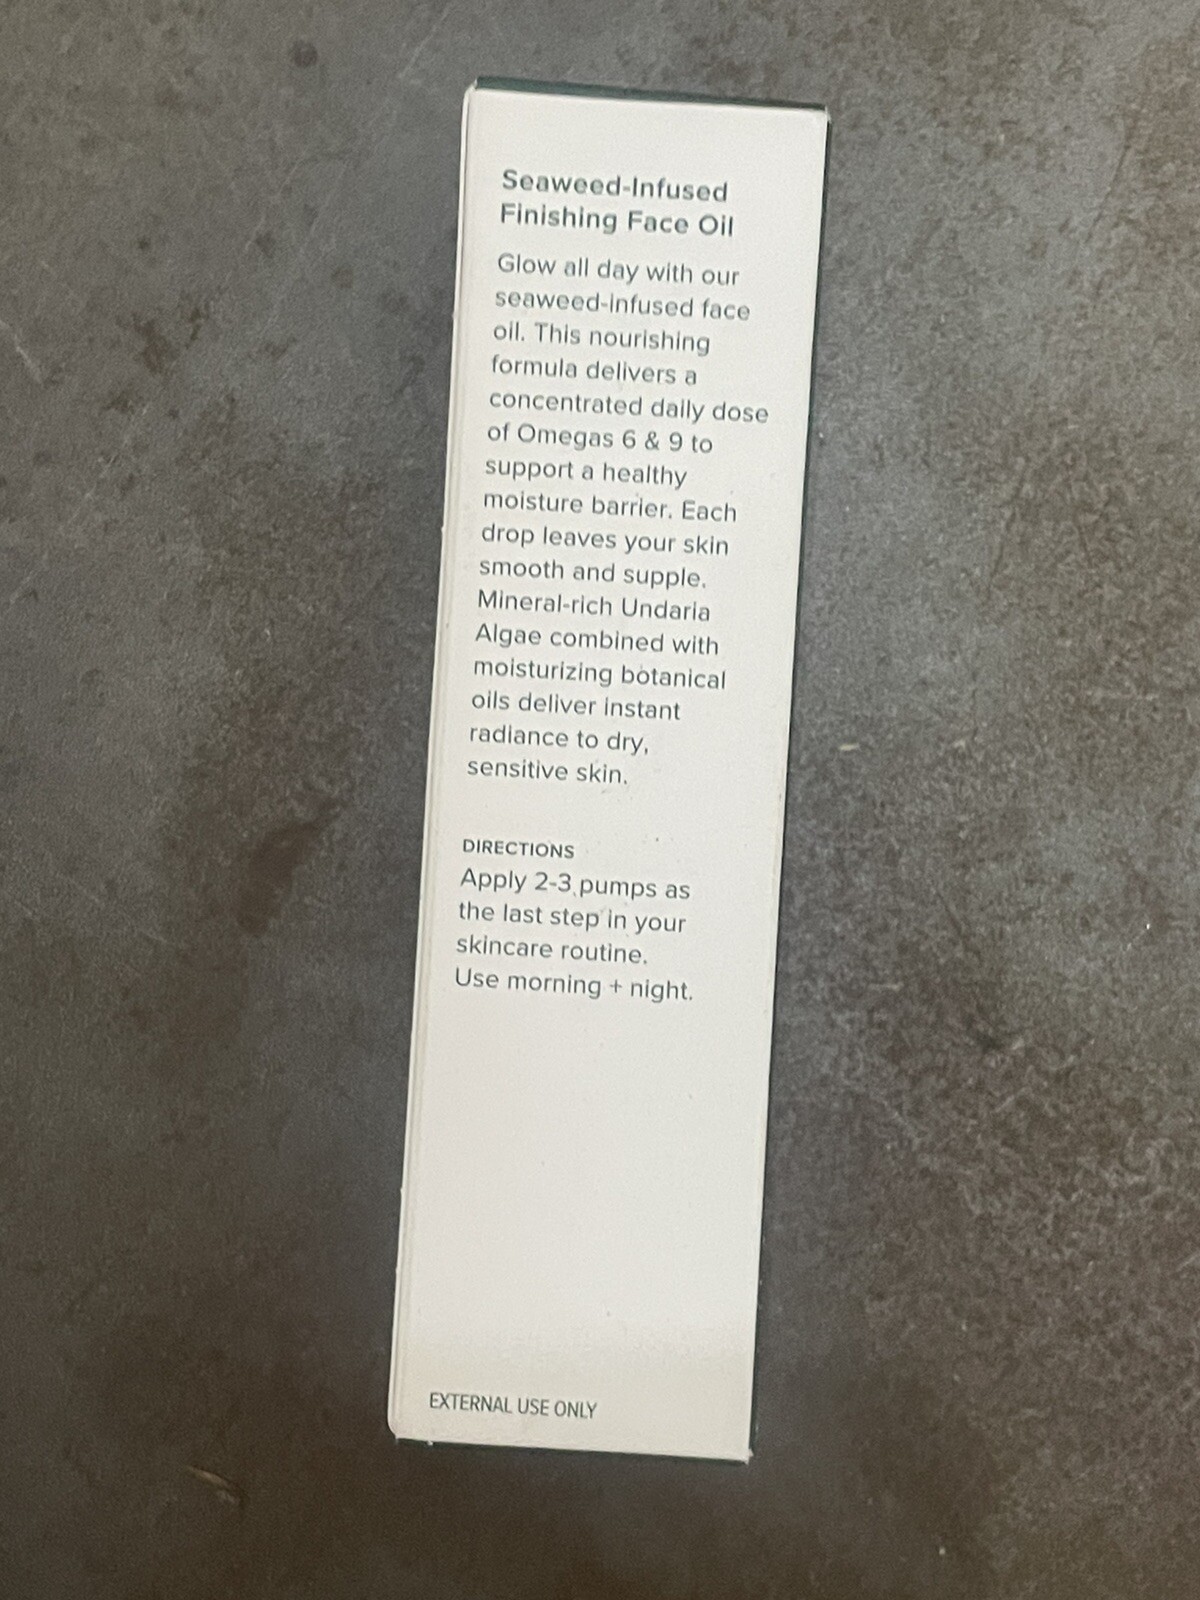 Seaweed-Infused
Finishing Face Oil
Glow all day with our
seaweed-infused face
oil. This nourishing
formula delivers a
concentrated daily dose
of Omegas 6 & 9 to
support a healthy
moisture barrier. Each
drop leaves your skin
smooth and supple.
Mineral-rich Undaria
Algae combined with
moisturizing botanical
oils deliver instant
radiance to dry,
sensitive skin.
DIRECTIONS
Apply 2-3 pumps as
the last step in your
skincare routine.
Use morning + night.
EXTERNAL USE ONLY